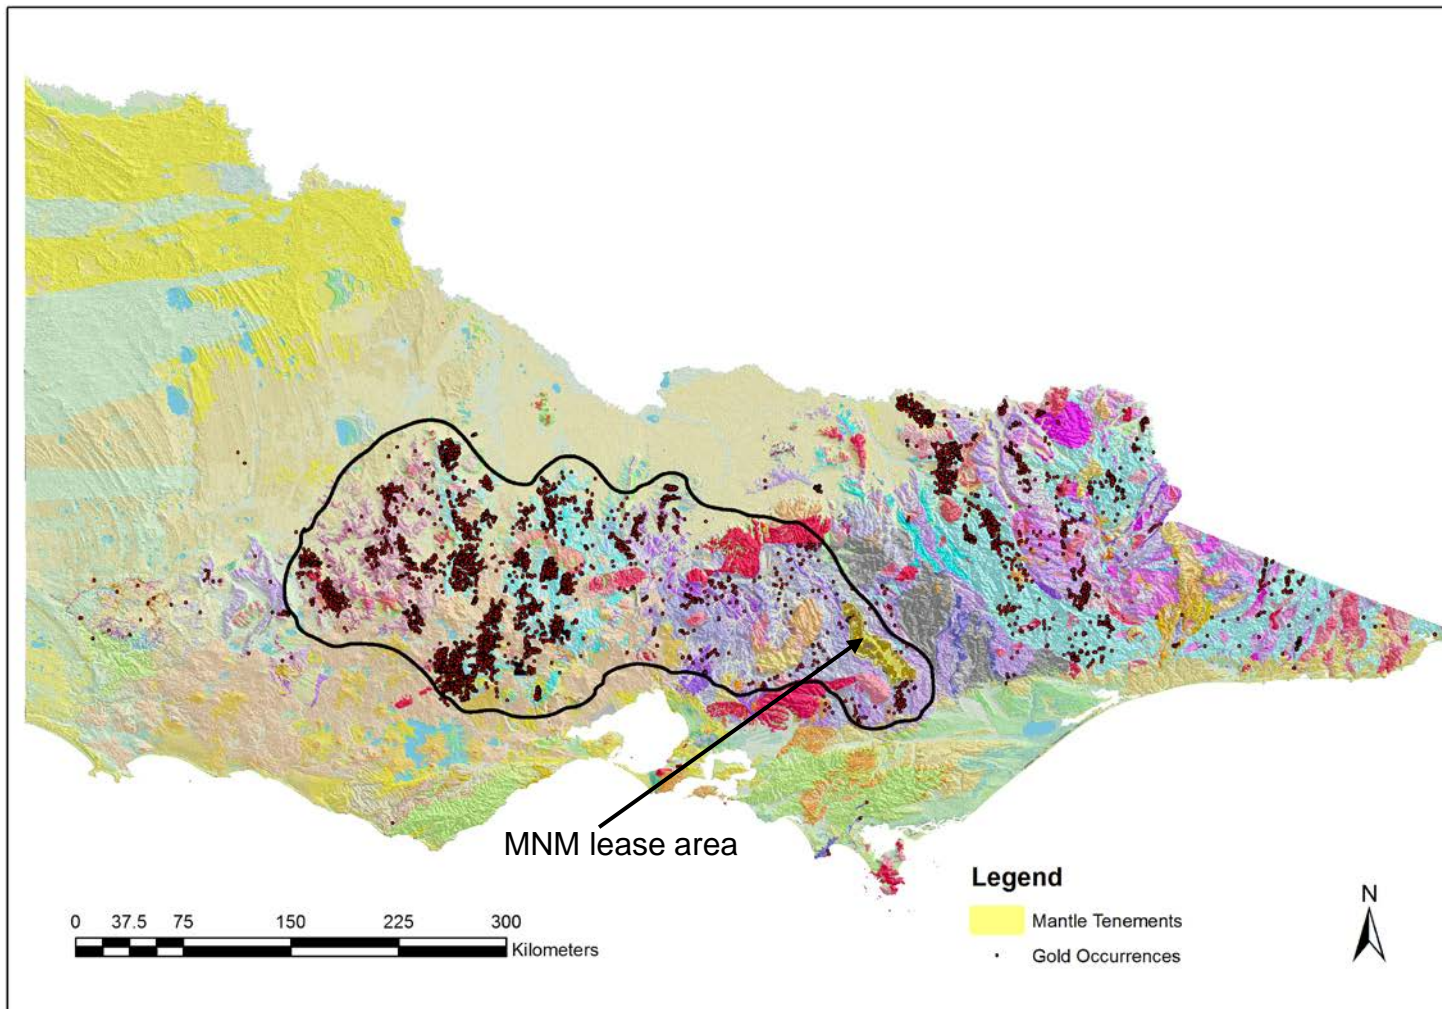 MNM lease area
Legend
Mantle Tenements
Gold Occurrences
N
0 37.5 75 150 225 300
Kilometers